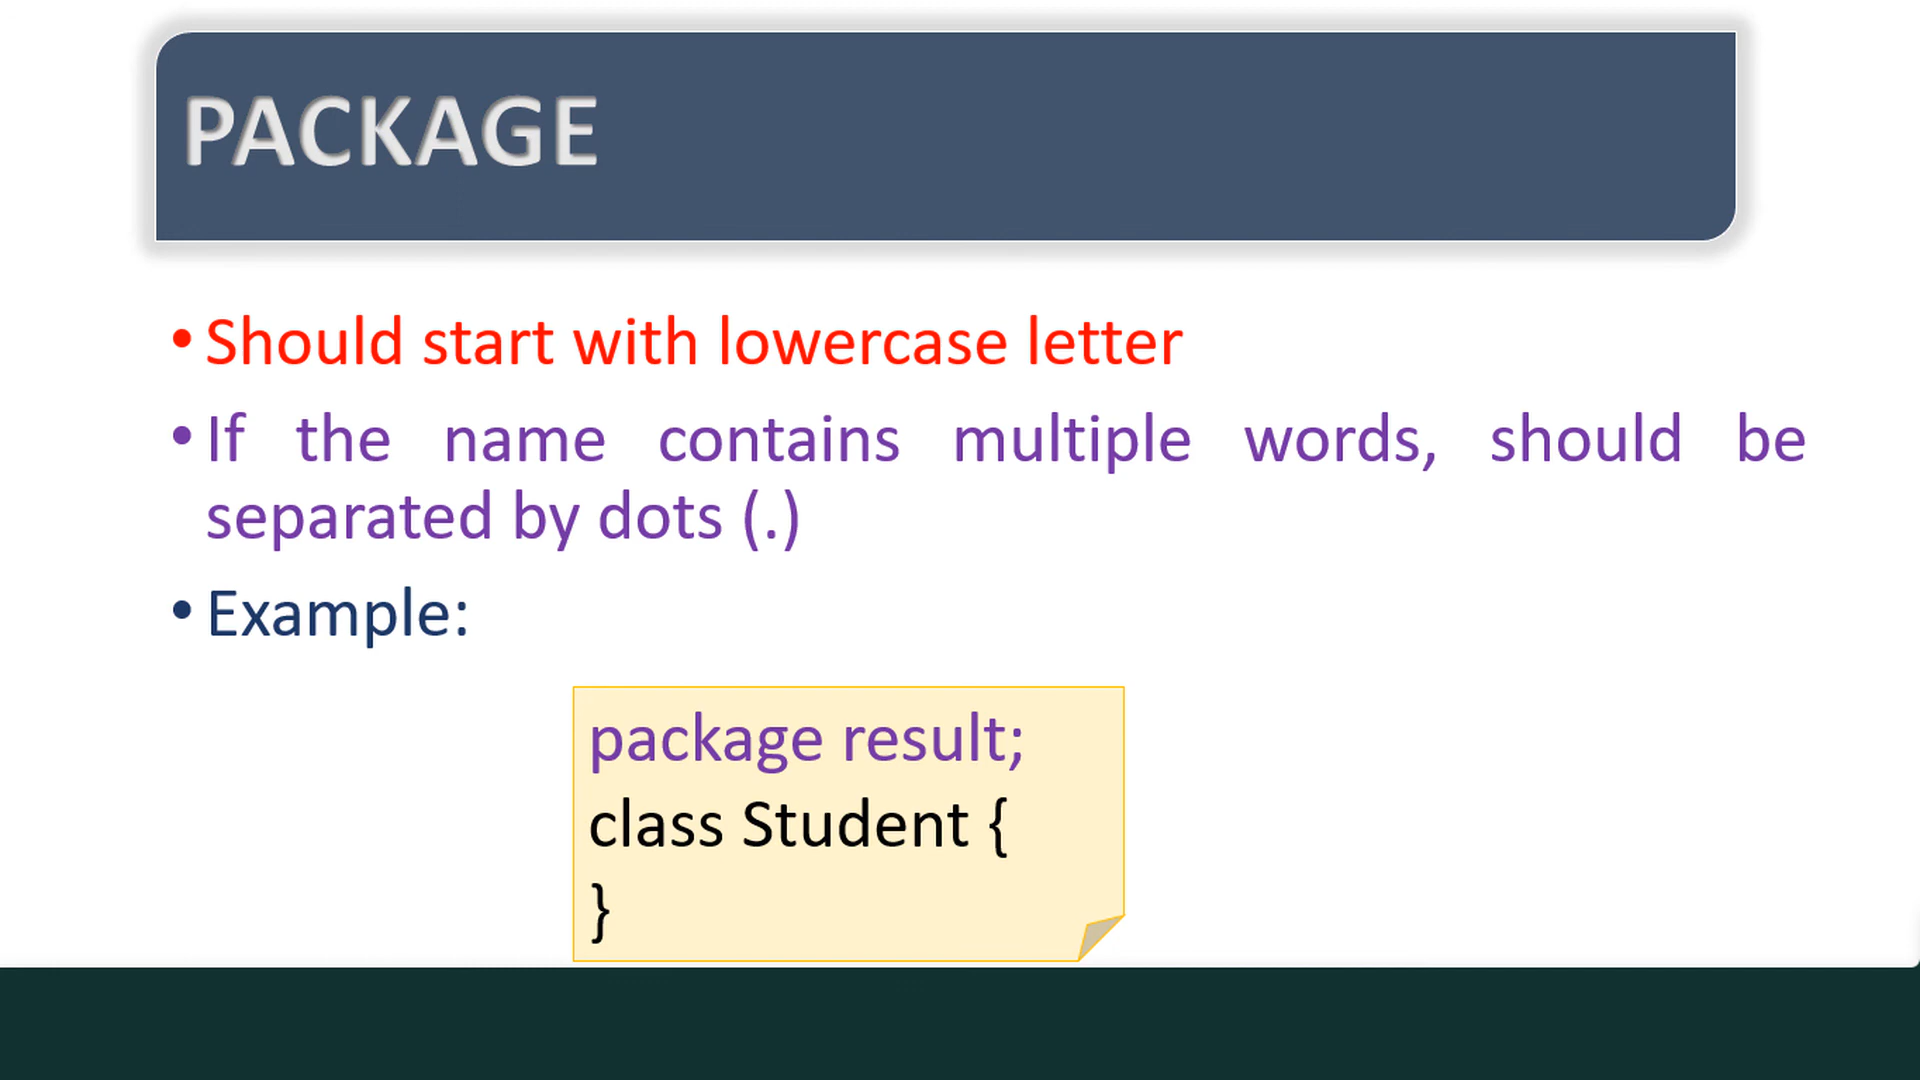 PACKAGE
• Should start with lowercase letter
• If the name contains multiple words, should be
separated by dots (.)
• Example:
package result;
class Student {
}